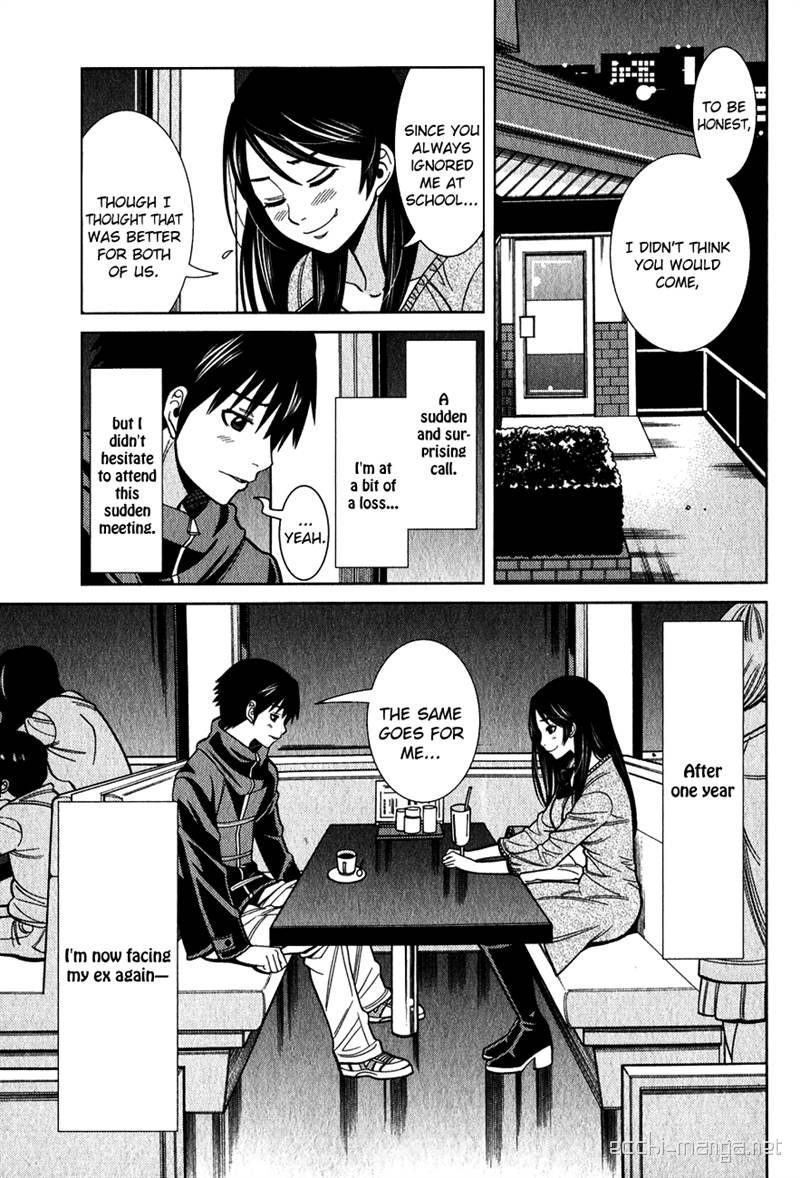 TO BE
HONEST,
I DIDN'T THINK
YOU WOULD
COME,
SINCE YOU
ALWAYS
IGNORED
ME AT
SCHOOL...
THOUGH I
THOUGHT THAT
WAS BETTER
FOR BOTH
OF US.
A
sudden
and sur-
prising
call.
I'm at
a bit of
a loss...
but I
didn't
hesitate
to attend
this
sudden
meeting.
...
YEAH.
After
one year
THE SAME
GOES FOR
ME...
I'm now facing
my ex again—
ecchi-manga.net